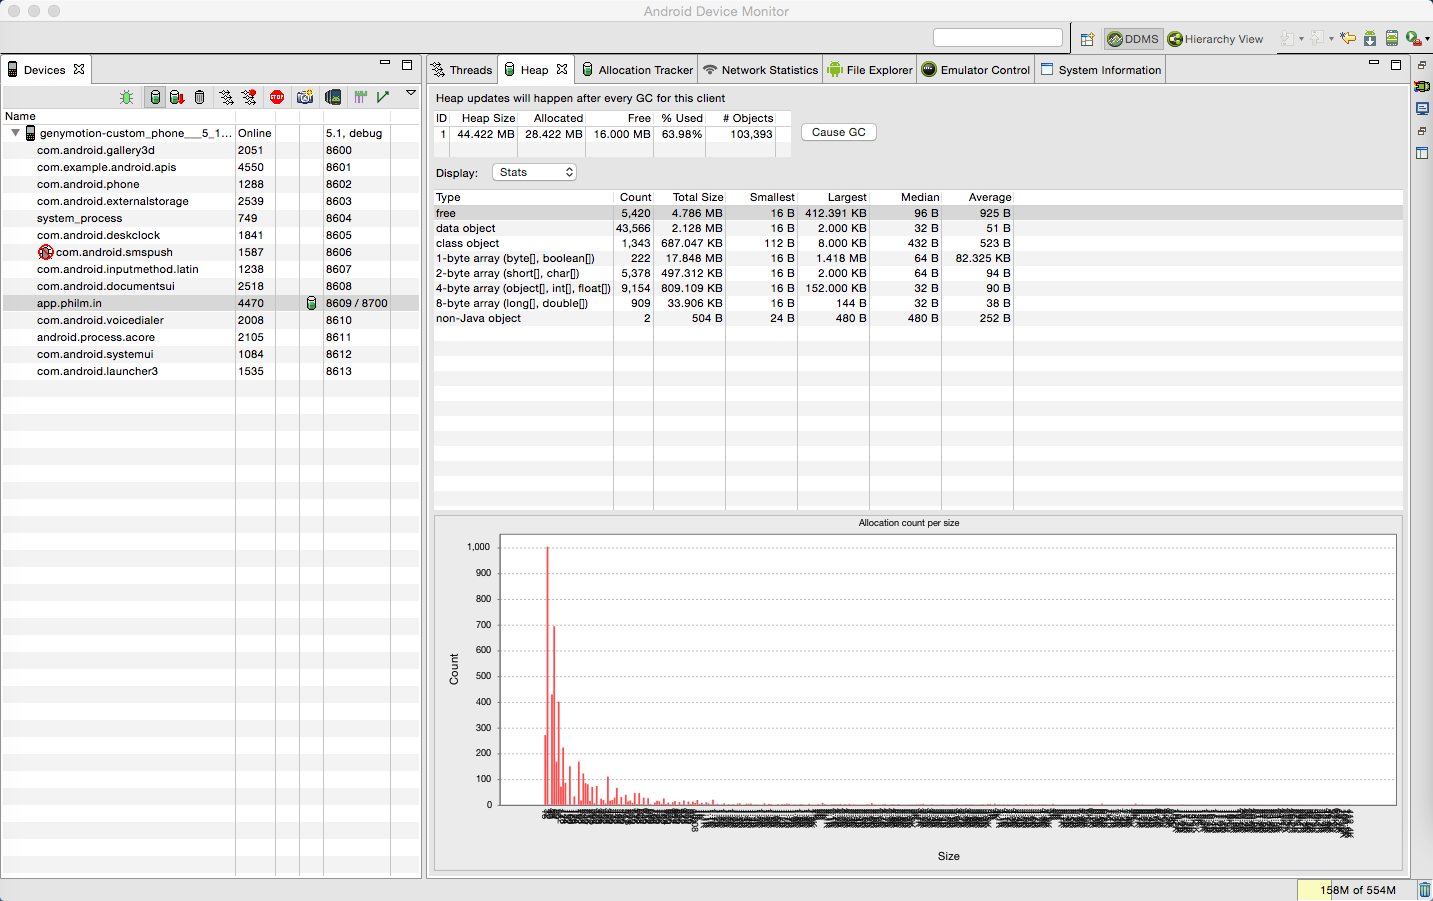 Android Device Monitor
DDMS Hierarchy View
Devices
Name
genymotion-custom_phone___5_1... Online 5.1, debug
com.android.gallery3d 2051 8600
com.example.android.apis 4550 8601
com.android.phone 1288 8602
com.android.externalstorage 2539 8603
system_process 749 8604
com.android.deskclock 1841 8605
com.android.smspush 1587 8606
com.android.inputmethod.latin 1238 8607
com.android.documentsui 2518 8608
app.philm.in 4470 8609 / 8700
com.android.voicedialer 2008 8610
android.process.acore 2105 8611
com.android.systemui 1084 8612
com.android.launcher3 1535 8613
Threads Heap Allocation Tracker Network Statistics File Explorer Emulator Control System Information
Heap updates will happen after every GC for this client
ID Heap Size Allocated Free % Used # Objects
1 44.422 MB 28.422 MB 16.000 MB 63.98% 103,393
Cause GC
Display: Stats
Type Count Total Size Smallest Largest Median Average
free 5,420 4.786 MB 16 B 412.391 KB 96 B 925 B
data object 43,566 2.128 MB 16 B 2.000 KB 32 B 51 B
class object 1,343 687.047 KB 112 B 8.000 KB 432 B 523 B
1-byte array (byte[], boolean[]) 222 17.848 MB 16 B 1.418 MB 64 B 82.325 KB
2-byte array (short[], char[]) 5,378 497.312 KB 16 B 2.000 KB 64 B 94 B
4-byte array (object[], int[], float[]) 9,154 809.109 KB 16 B 152.000 KB 32 B 90 B
8-byte array (long[], double[]) 909 33.906 KB 16 B 144 B 32 B 38 B
non-Java object 2 504 B 24 B 480 B 480 B 252 B
Allocation count per size
1,000
900
800
700
600
500
400
300
200
100
0
Count
Size
158M of 554M